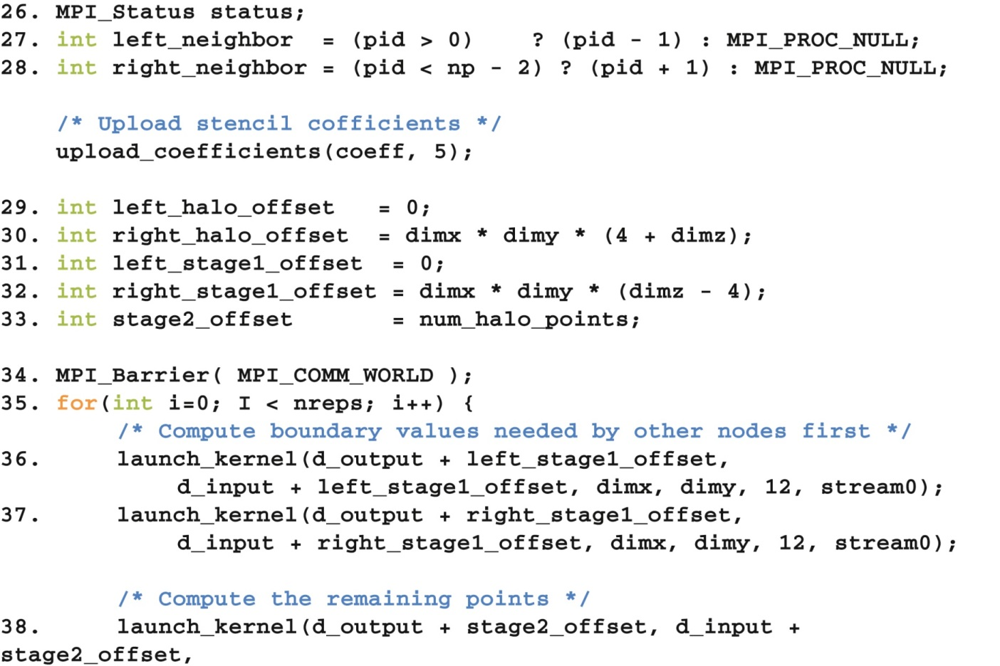 26. MPI_Status status;
27. int left_neighbor  = (pid > 0)    ? (pid - 1) : MPI_PROC_NULL;
28. int right_neighbor = (pid < np - 2) ? (pid + 1) : MPI_PROC_NULL;
/* Upload stencil cofficients */
upload_coefficients(coeff, 5);
29. int left_halo_offset   = 0;
30. int right_halo_offset  = dimx * dimy * (4 + dimz);
31. int left_stage1_offset  = 0;
32. int right_stage1_offset = dimx * dimy * (dimz - 4);
33. int stage2_offset       = num_halo_points;
34. MPI_Barrier( MPI_COMM_WORLD );
35. for(int i=0; I < nreps; i++) {
/* Compute boundary values needed by other nodes first */
36. launch_kernel(d_output + left_stage1_offset,
d_input + left_stage1_offset, dimx, dimy, 12, stream0);
37. launch_kernel(d_output + right_stage1_offset,
d_input + right_stage1_offset, dimx, dimy, 12, stream0);
/* Compute the remaining points */
38. launch_kernel(d_output + stage2_offset, d_input +
stage2_offset,